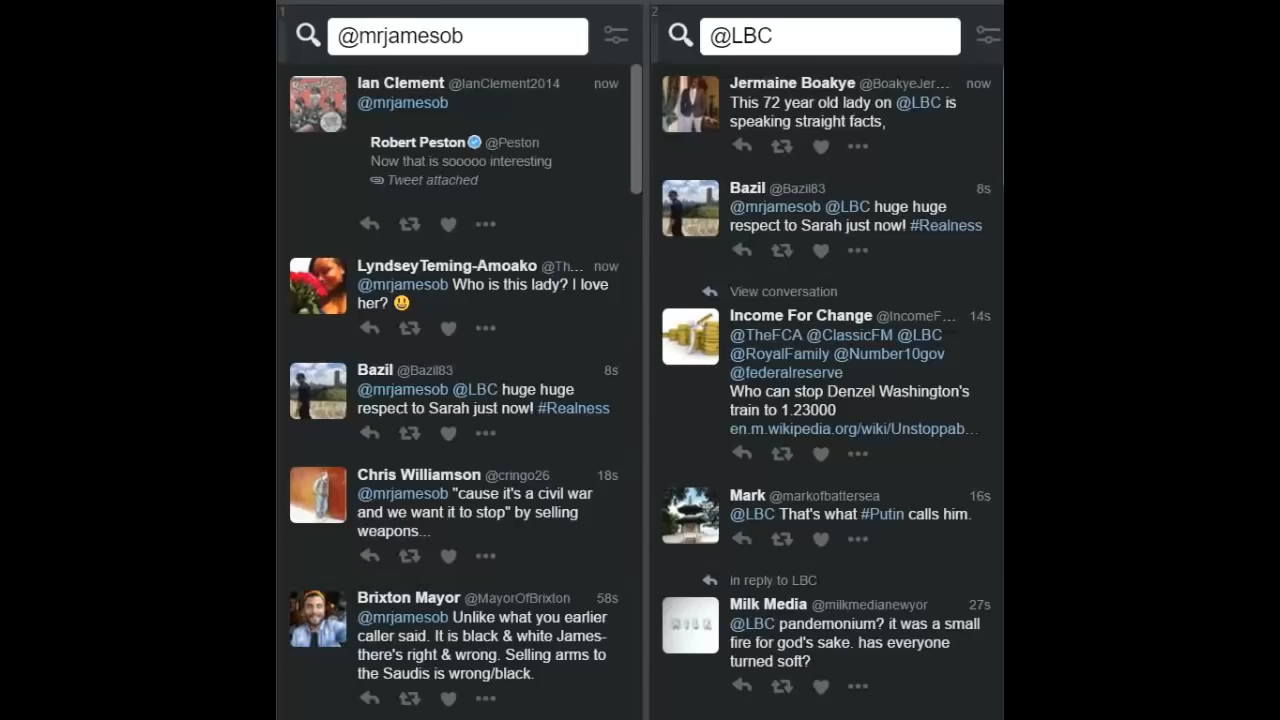 1
@mrjamesob
Ian Clement @IanClement2014 now
@mrjamesob
Robert Peston @Peston
Now that is sooooo interesting
Tweet attached
LyndseyTeming-Amoako @Th... now
@mrjamesob Who is this lady? I love
her? 😃
Bazil @Bazil83 8s
@mrjamesob @LBC huge huge
respect to Sarah just now! #Realness
Chris Williamson @cringo26 18s
@mrjamesob "cause it's a civil war
and we want it to stop" by selling
weapons...
Brixton Mayor @MayorOfBrixton 58s
@mrjamesob Unlike what you earlier
caller said. It is black & white James-
there's right & wrong. Selling arms to
the Saudis is wrong/black.
2
@LBC
Jermaine Boakye @BoakyeJer... now
This 72 year old lady on @LBC is
speaking straight facts,
Bazil @Bazil83 8s
@mrjamesob @LBC huge huge
respect to Sarah just now! #Realness
View conversation
Income For Change @IncomeF... 14s
@TheFCA @ClassicFM @LBC
@RoyalFamily @Number10gov
@federalreserve
Who can stop Denzel Washington's
train to 1.23000
en.m.wikipedia.org/wiki/Unstoppab...
Mark @markofbattersea 16s
@LBC That's what #Putin calls him.
in reply to LBC
Milk Media @milkmedianewyor 27s
@LBC pandemonium? it was a small
fire for god's sake. has everyone
turned soft?
MILK